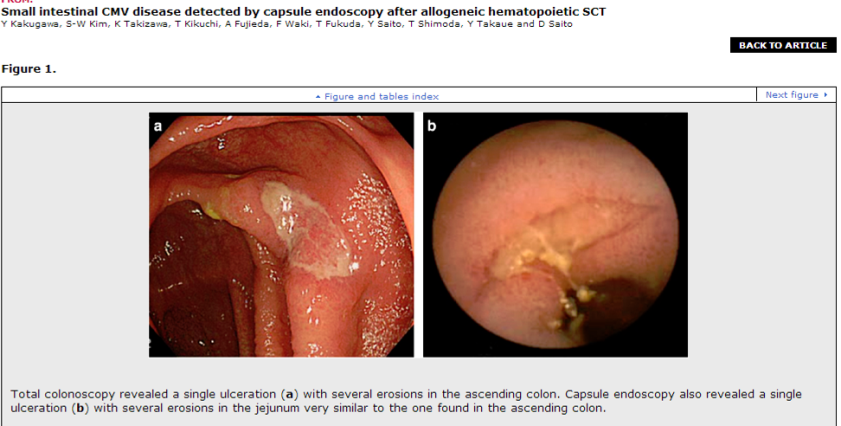 FROM:
Small intestinal CMV disease detected by capsule endoscopy after allogeneic hematopoietic SCT
Y Kakugawa, S-W Kim, K Takizawa, T Kikuchi, A Fujieda, F Waki, T Fukuda, Y Saito, T Shimoda, Y Takaue and D Saito
BACK TO ARTICLE
Figure 1.
Figure and tables index
Next figure
a
b
Total colonoscopy revealed a single ulceration (a) with several erosions in the ascending colon. Capsule endoscopy also revealed a single
ulceration (b) with several erosions in the jejunum very similar to the one found in the ascending colon.